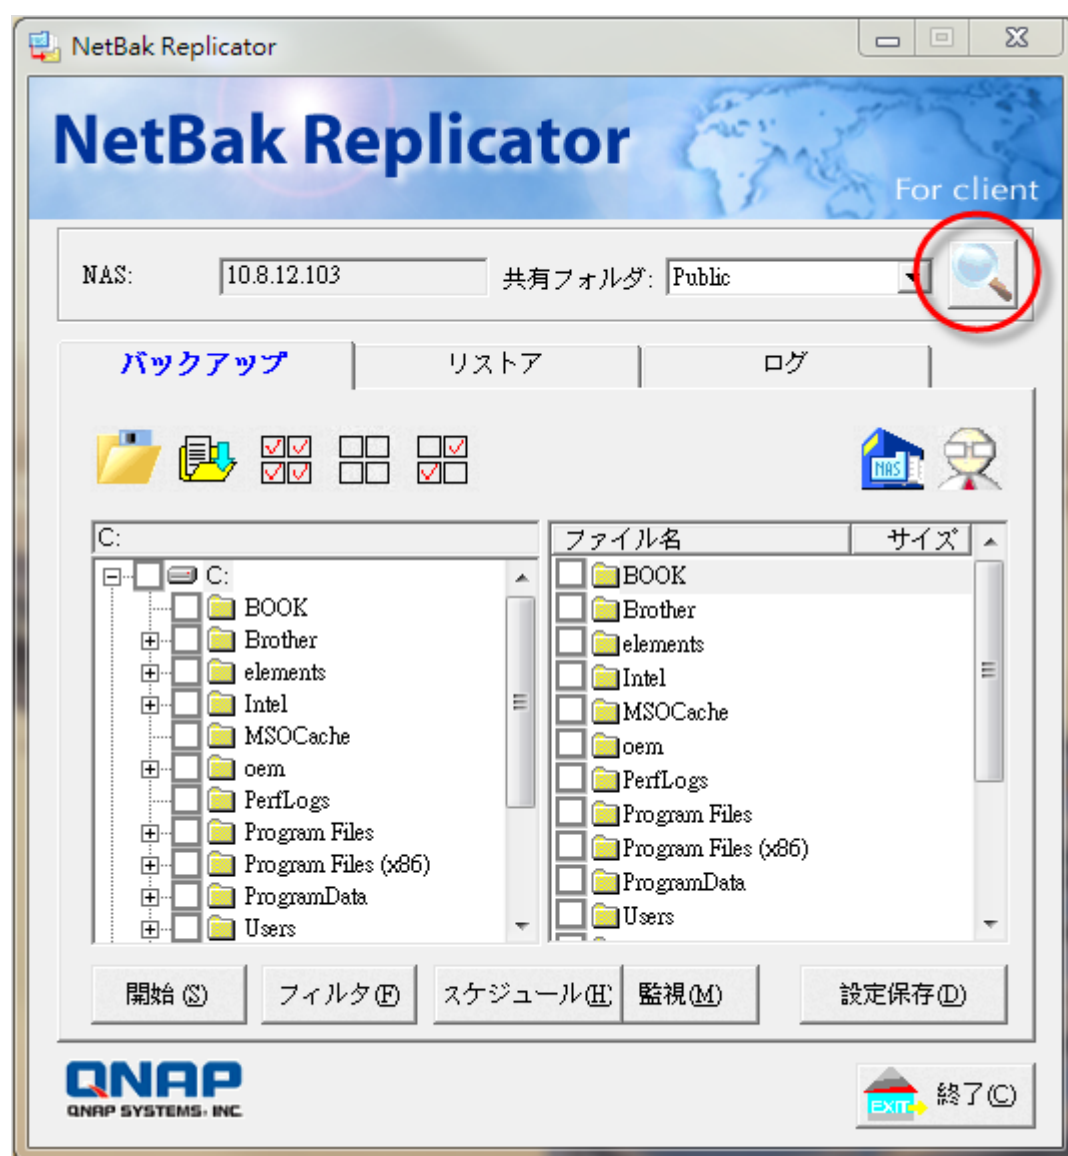 NetBak Replicator
NetBak Replicator
For client
NAS: 10.8.12.103 共有フォルダ: Public
バックアップ リストア ログ
NAS
C:
C:
BOOK
Brother
elements
Intel
MSOCache
oem
PerfLogs
Program Files
Program Files (x86)
ProgramData
Users
ファイル名 サイズ
BOOK
Brother
elements
Intel
MSOCache
oem
PerfLogs
Program Files
Program Files (x86)
ProgramData
Users
開始(S) フィルタ(F) スケジュール(H) 監視(M) 設定保存(D)
QNAP
QNAP SYSTEMS, INC.
EXIT 終了(C)